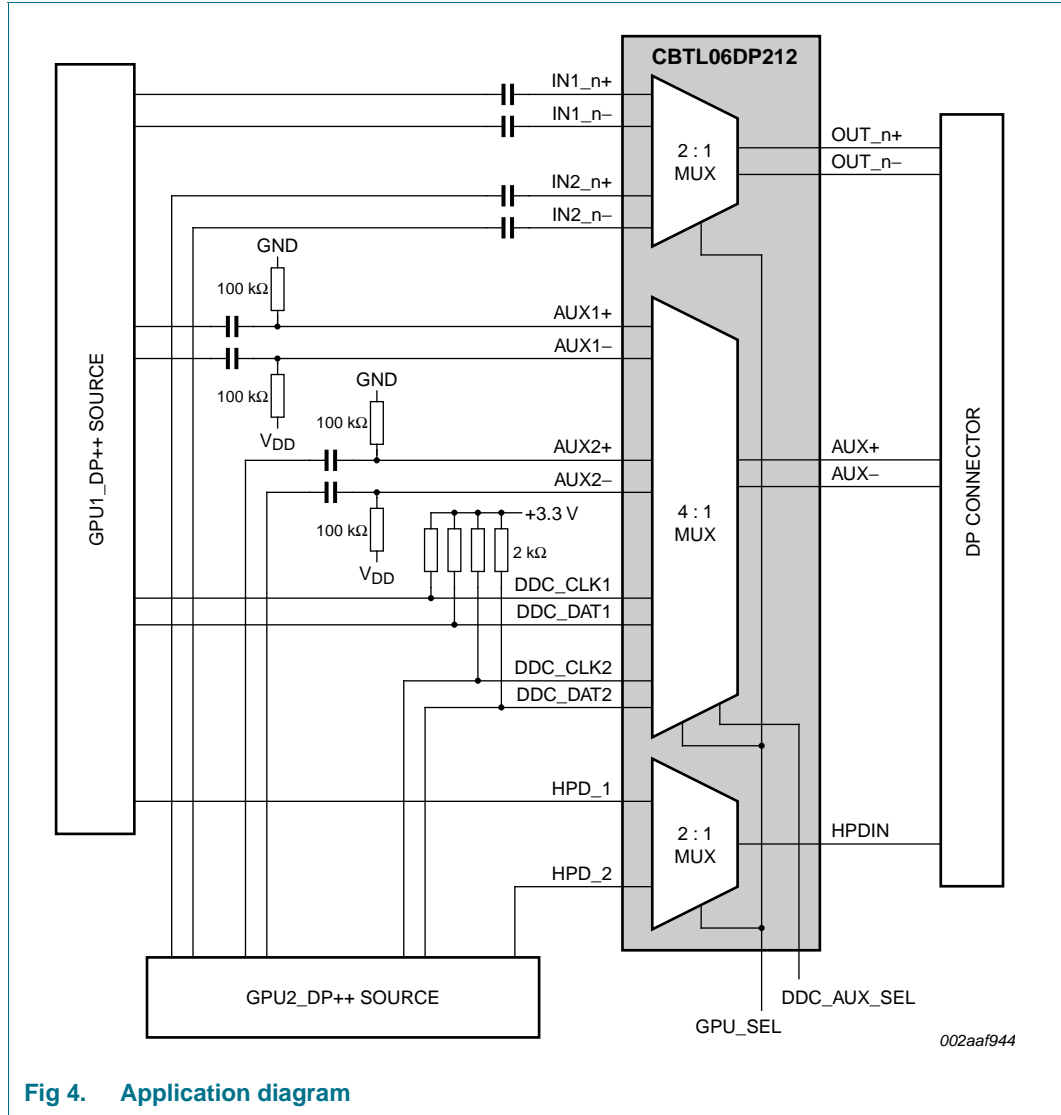 CBTL06DP212
IN1_n+
IN1_n−
2 : 1
MUX
OUT_n+
OUT_n−
IN2_n+
IN2_n−
GND
100 kΩ
AUX1+
AUX1−
100 kΩ
VDD
GND
100 kΩ
AUX2+
AUX2−
100 kΩ
VDD
+3.3 V
2 kΩ
4 : 1
MUX
AUX+
AUX−
DDC_CLK1
DDC_DAT1
DDC_CLK2
DDC_DAT2
HPD_1
2 : 1
MUX
HPDIN
HPD_2
GPU1_DP++ SOURCE
DP CONNECTOR
GPU2_DP++ SOURCE
DDC_AUX_SEL
GPU_SEL
002aaf944
Fig 4. Application diagram